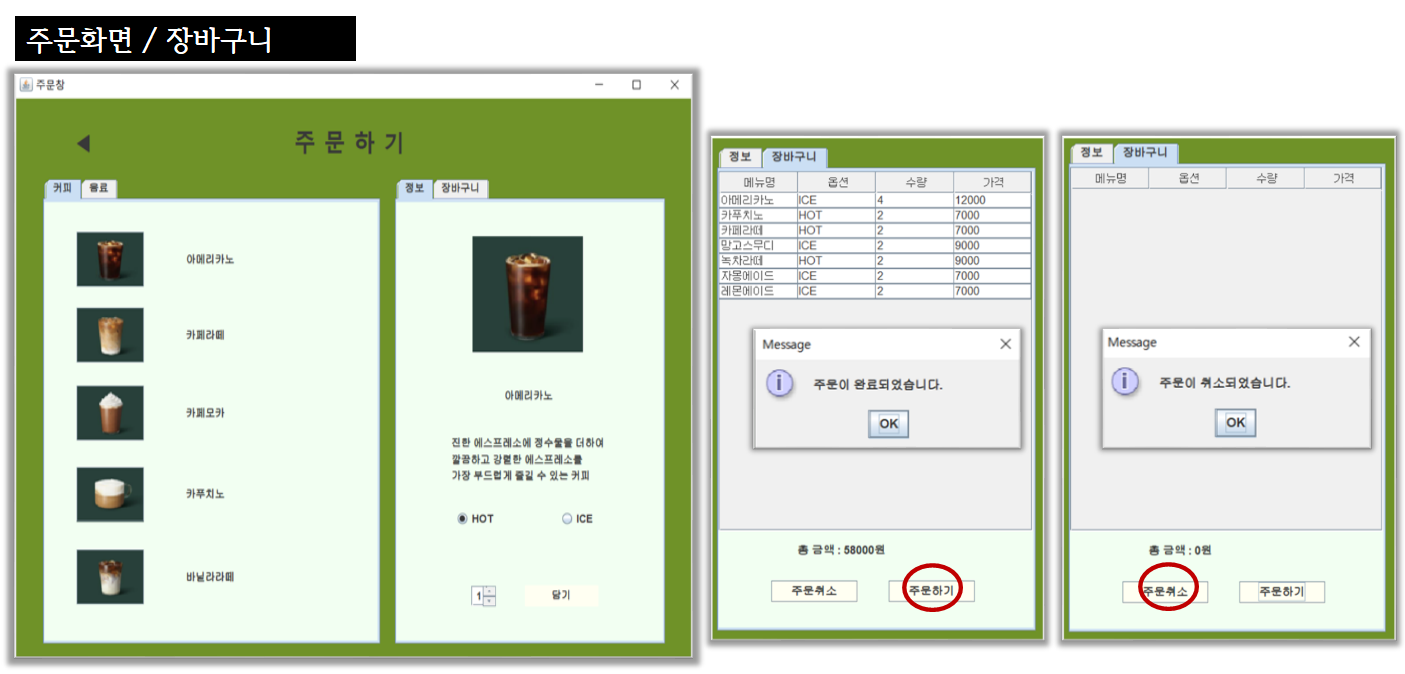 주문화면 / 장바구니
주문창
주 문 하 기
커피 음료
아메리카노
카페라떼
카페모카
카푸치노
바닐라라떼
정보 장바구니
아메리카노
진한 에스프레소에 정수물을 더하여
깔끔하고 강렬한 에스프레소를
가장 부드럽게 즐길 수 있는 커피
HOT ICE
1 담기
정보 장바구니
메뉴명 옵션 수량 가격
아메리카노 ICE 4 12000
카푸치노 HOT 2 7000
카페라떼 HOT 2 7000
망고스무디 ICE 2 9000
녹차라떼 HOT 2 9000
자몽에이드 ICE 2 7000
레몬에이드 ICE 2 7000
Message
주문이 완료되었습니다.
OK
총 금액 : 58000원
주문취소 주문하기
정보 장바구니
메뉴명 옵션 수량 가격
Message
주문이 취소되었습니다.
OK
총 금액 : 0원
주문취소 주문하기